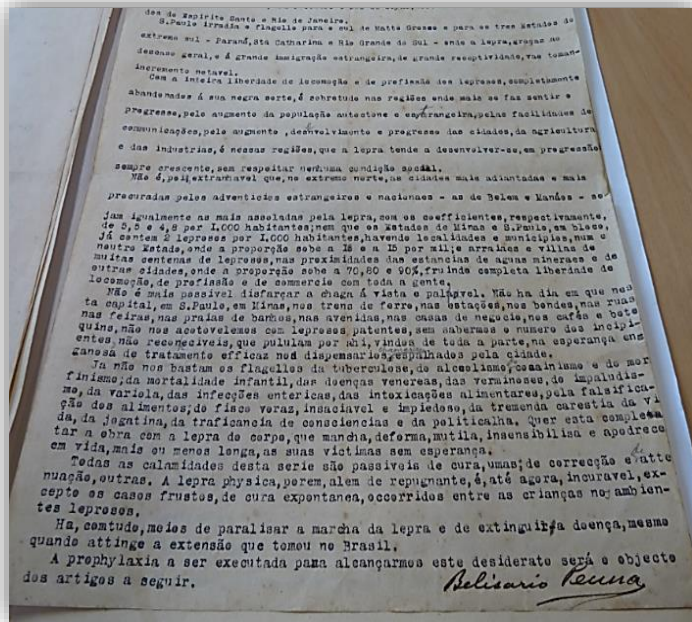 dos de Espirito Santo e Rio de Janeiro.
S.Paulo irradia o flagello para o sul de Matto Grosso e para os tres Estados do
extremo sul - Paraná, Sta Catharina e Rio Grande do Sul - onde a lepra, graças ao
descaso geral, e á grande immigração estrangeira, de grande receptividade, vae toman-
incremento notavel.
Com a inteira liberdade de locomoção e de profissão dos leprosos, completamente
abandonados á sua negra sorte, é sobretudo nas regiões onde mais se faz sentir o
progresso, pelo augmento da população autoctone e estrangeira, pelas facilidades de
communicações, pelo augmento, desenvolvimento e progresso das cidades, da agricultura
e das industrias, é nessas regiões, que a lepra tende a desenvolver-se, em progressão
sempre crescente, sem respeitar nenhuma condição social.
Não é, pois, extranhavel que, no extremo norte, as cidades mais adiantadas e mais
procuradas pelos adventicios estrangeiros e nacionaes - as de Belem e Manáos - se
jam igualmente as mais assoladas pela lepra, com os coefficientes, respectivamente,
de 5,5 e 4,8 por 1.000 habitantes; nem que os Estados de Minas e S.Paulo, em bloco,
já contem 2 leprosos por 1.000 habitantes, havendo localidades e municipios, num e
noutro Estado, onde a proporção sobe a 18 e a 15 por mil; e arraiaes e villas de
muitas centenas de leprosos, nas proximidades das estancias de aguas mineraes e de
outras cidades, onde a proporção sobe a 70,80 e 90%, fruindo completa liberdade de
locomoção, de profissão e de commercio com toda a gente.
Não é mais possivel disfarçar a chaga á vista e palpavel. Não ha dia em que nes
ta capital, em S.Paulo, em Minas, nos trens de ferro, nas estações, nos bondes, nas ruas
nas feiras, nas praias de banhos, nas avenidas, nas casas de negocio, nos cafés e bote
quins, não nos acotovelemos com leprosos patentes, sem sabermos o numero dos incipi-
entes, não reconheciveis, que pululam por ahi, vindos de toda a parte, na esperança en
ganosa de tratamento efficaz nos dispensarios, espalhados pela cidade.
Já não nos bastam os flagellos da tuberculose, do alcoolismo, cocainismo e do mor
finismo; da mortalidade infantil, das doenças venereas, das verminoses, do impaludis-
mo, da variola, das infecções entericas, das intoxicações alimentares, pela falsifica-
ção dos alimentos; do fisco voraz, insaciavel e impiedoso, da tremenda carestia da vi
da, da jogatina, da traficancia de consciencias e da politicalha. Quer esta comple
tar a obra com a lepra do corpo, que mancha, deforma, mutila, insensibilisa e apodrece
em vida, mais ou menos longa, as suas victimas sem esperança.
Todas as calamidades desta serie são passiveis de cura, umas; de correcção e de atte
nuação, outras. A lepra physica, porem, alem de repugnante, é, até agora, incuravel, ex-
cepto os casos frustos, de cura expontanea, occorridos entre as crianças no ambien-
tes leprosos.
Ha, comtudo, meios de paralisar a marcha da lepra e de extinguir a doença, mesmo
quando attinge a extensão que tomou no Brasil.
A prophylaxia a ser executada para alcançarmos este desiderato será o objecto
dos artigos a seguir.
Belisario Penna